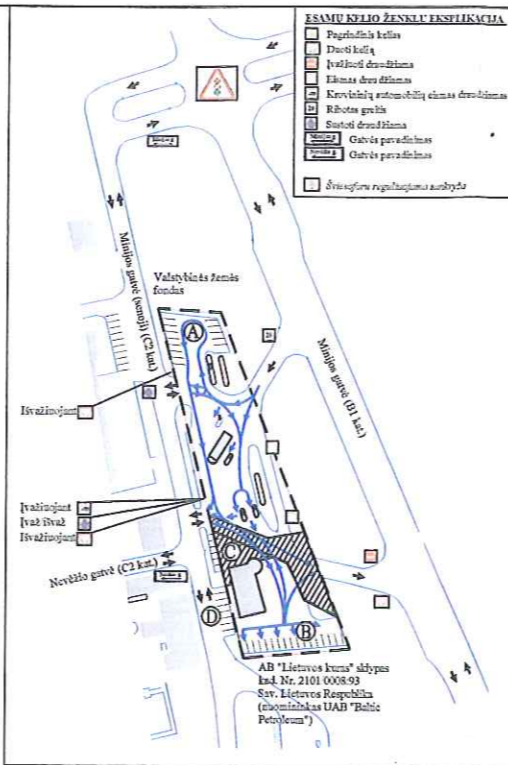 ESAMŲ KELIO ŽENKLŲ EKSPLIKACIJA
Pagrindinis kelias
Duoti kelią
Įvažiuoti draudžiama
Eismas draudžiamas
Krovininių automobilių eismas draudžiamas
Ribotas greitis
Sustoti draudžiama
Gatvės pavadinimas
Gatvės pavadinimas
Šviesoforu reguliuojama sankryža
Minijos gatvė (senoji) (C2 kat.)
Valstybinės žemės
fondas
A
Minijos gatvė (B1 kat.)
Išvažiuojant
Įvažiuojant
Įvaž išvaž
Išvažiuojant
C
Nevėžio gatvė (C2 kat.)
D
B
AB "Lietuvos kuras" sklypas
kad. Nr. 2101 0008:93
Sav. Lietuvos Respublika
(nuomininkas UAB "Baltic
Petroleum")